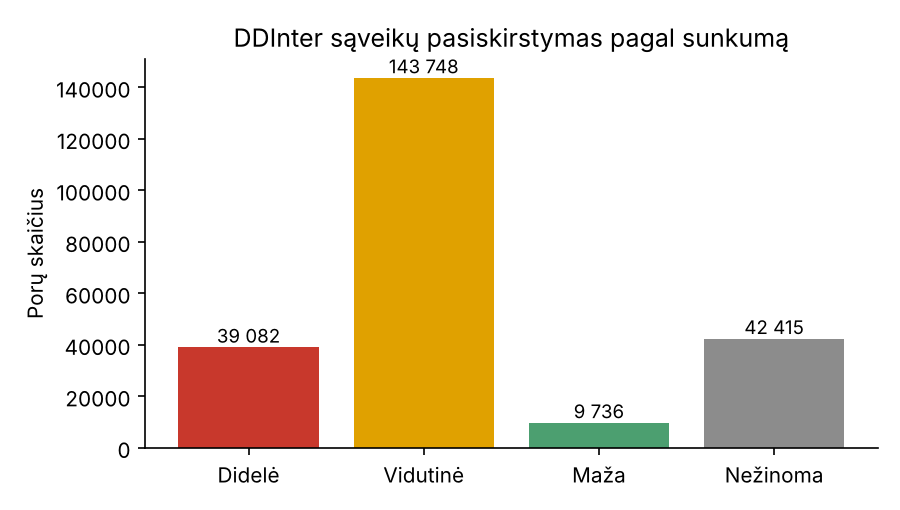 DDInter sąveikų pasiskirstymas pagal sunkumą
Porų skaičius
140000
120000
100000
80000
60000
40000
20000
0
39 082
143 748
9 736
42 415
Didelė
Vidutinė
Maža
Nežinoma